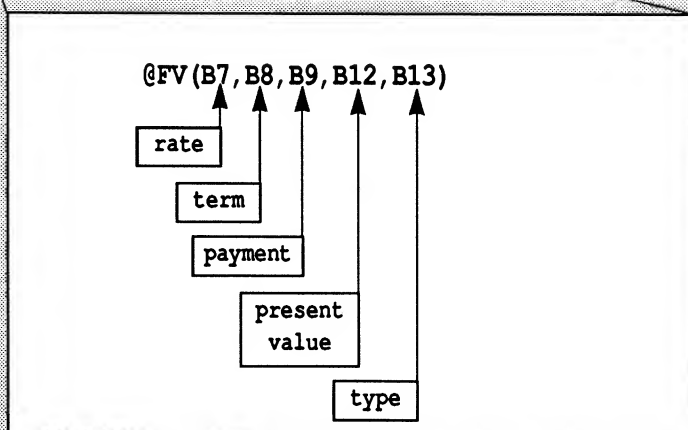 @FV(B7,B8,B9,B12,B13)
rate
term
payment
present
value
type